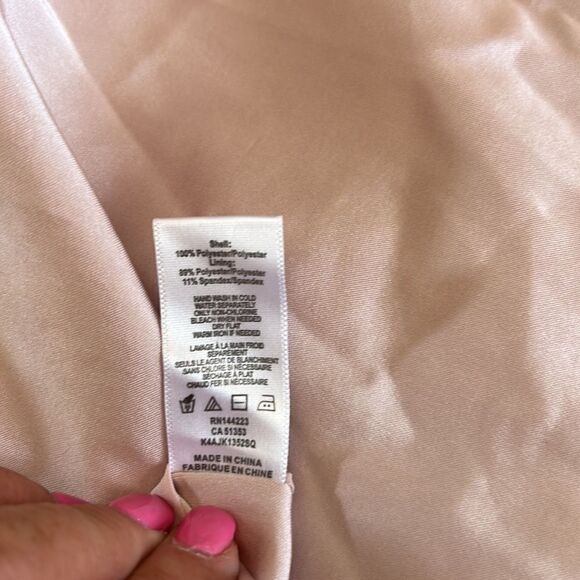 Shell:
100% Polyester/Polyester
Lining:
89% Polyester/Polyester
11% Spandex/Spandex
HAND WASH IN COLD
WATER SEPARATELY
ONLY NON-CHLORINE
BLEACH WHEN NEEDED
DRY FLAT
WARM IRON IF NEEDED
LAVAGE À LA MAIN FROID
SÉPARÉMENT
SEULS LE AGENT DE BLANCHIMENT
SANS CHLORE SI NÉCESSAIRE
SÉCHAGE À PLAT
CHAUD FER SI NÉCESSAIRE
RN144223
CA 51353
K4AJK1352SQ
MADE IN CHINA
FABRIQUE EN CHINE